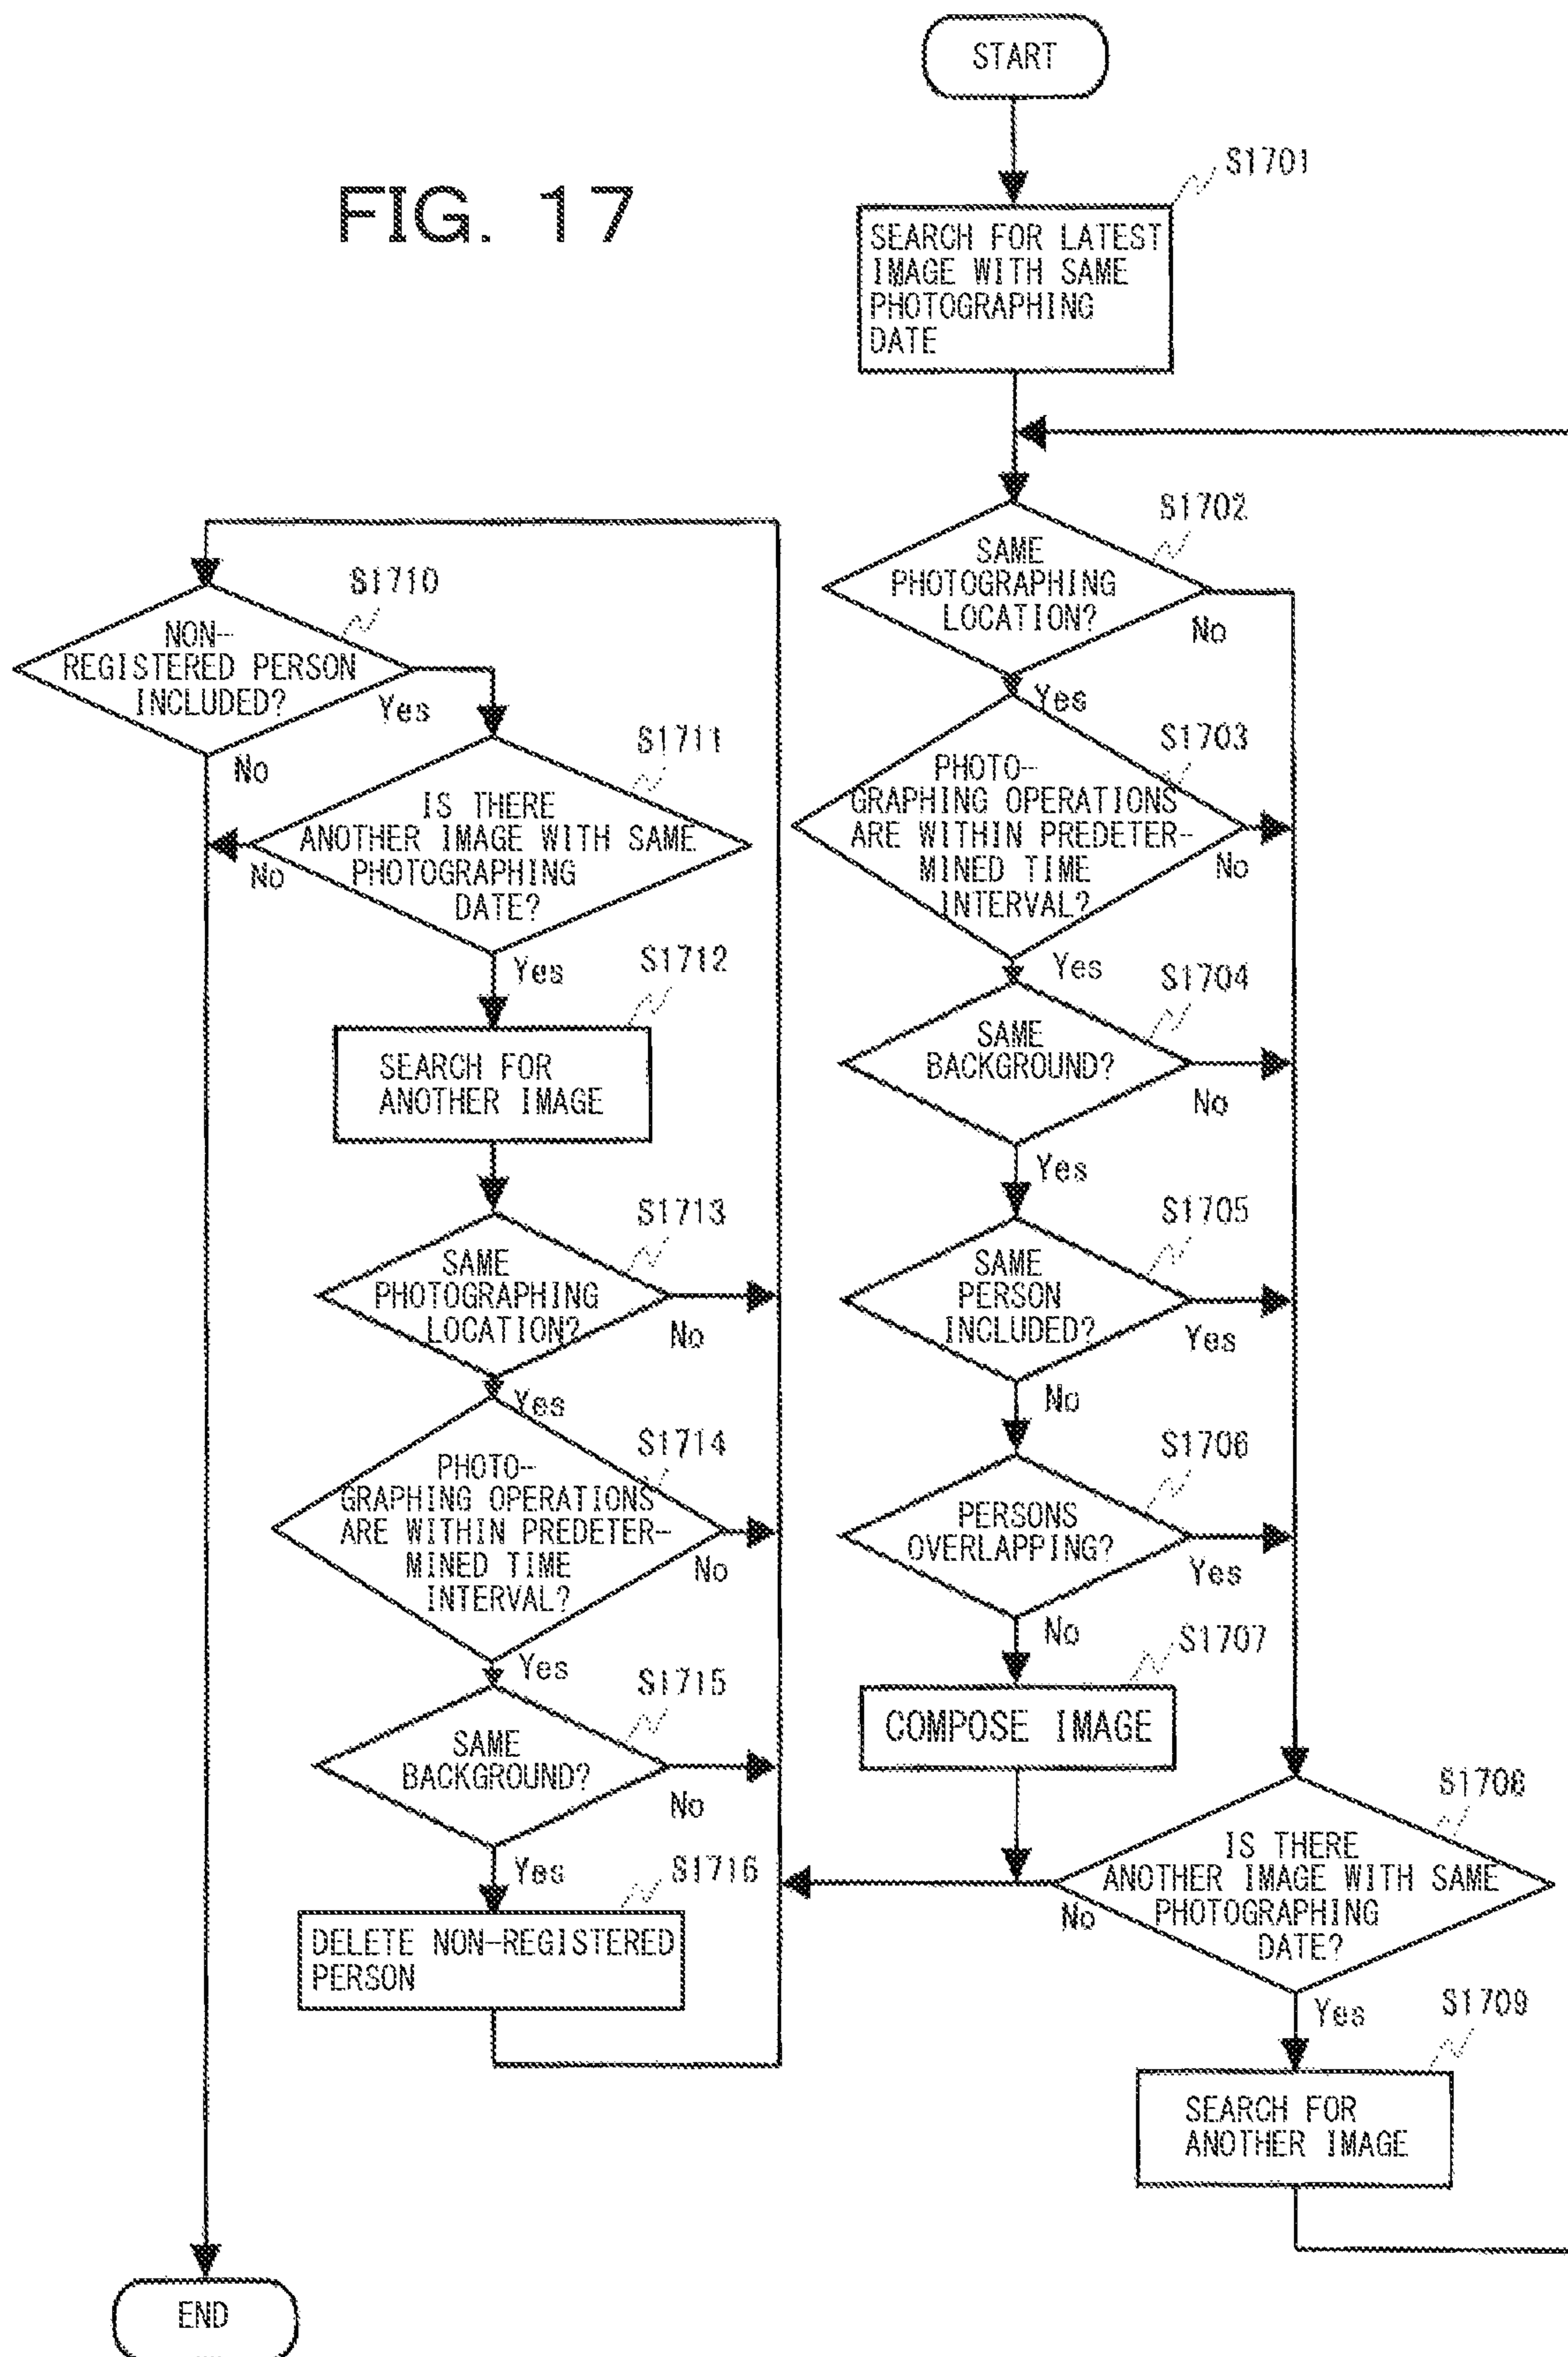 FIG. 17
START
S1701
SEARCH FOR LATEST
IMAGE WITH SAME
PHOTOGRAPHING
DATE
S1702
SAME
PHOTOGRAPHING
LOCATION?
No
Yes
S1703
PHOTO-
GRAPHING OPERATIONS
ARE WITHIN PREDETER-
MINED TIME
INTERVAL?
No
Yes
S1704
SAME
BACKGROUND?
No
Yes
S1705
SAME
PERSON
INCLUDED?
Yes
No
S1706
PERSONS
OVERLAPPING?
Yes
No
S1707
COMPOSE IMAGE
S1708
IS THERE
ANOTHER IMAGE WITH SAME
PHOTOGRAPHING
DATE?
No
Yes
S1709
SEARCH FOR
ANOTHER IMAGE
S1710
NON-
REGISTERED PERSON
INCLUDED?
Yes
No
S1711
IS THERE
ANOTHER IMAGE WITH SAME
PHOTOGRAPHING
DATE?
No
Yes
S1712
SEARCH FOR
ANOTHER IMAGE
S1713
SAME
PHOTOGRAPHING
LOCATION?
No
Yes
S1714
PHOTO-
GRAPHING OPERATIONS
ARE WITHIN PREDETER-
MINED TIME
INTERVAL?
No
Yes
S1715
SAME
BACKGROUND?
No
Yes
S1716
DELETE NON-REGISTERED
PERSON
END